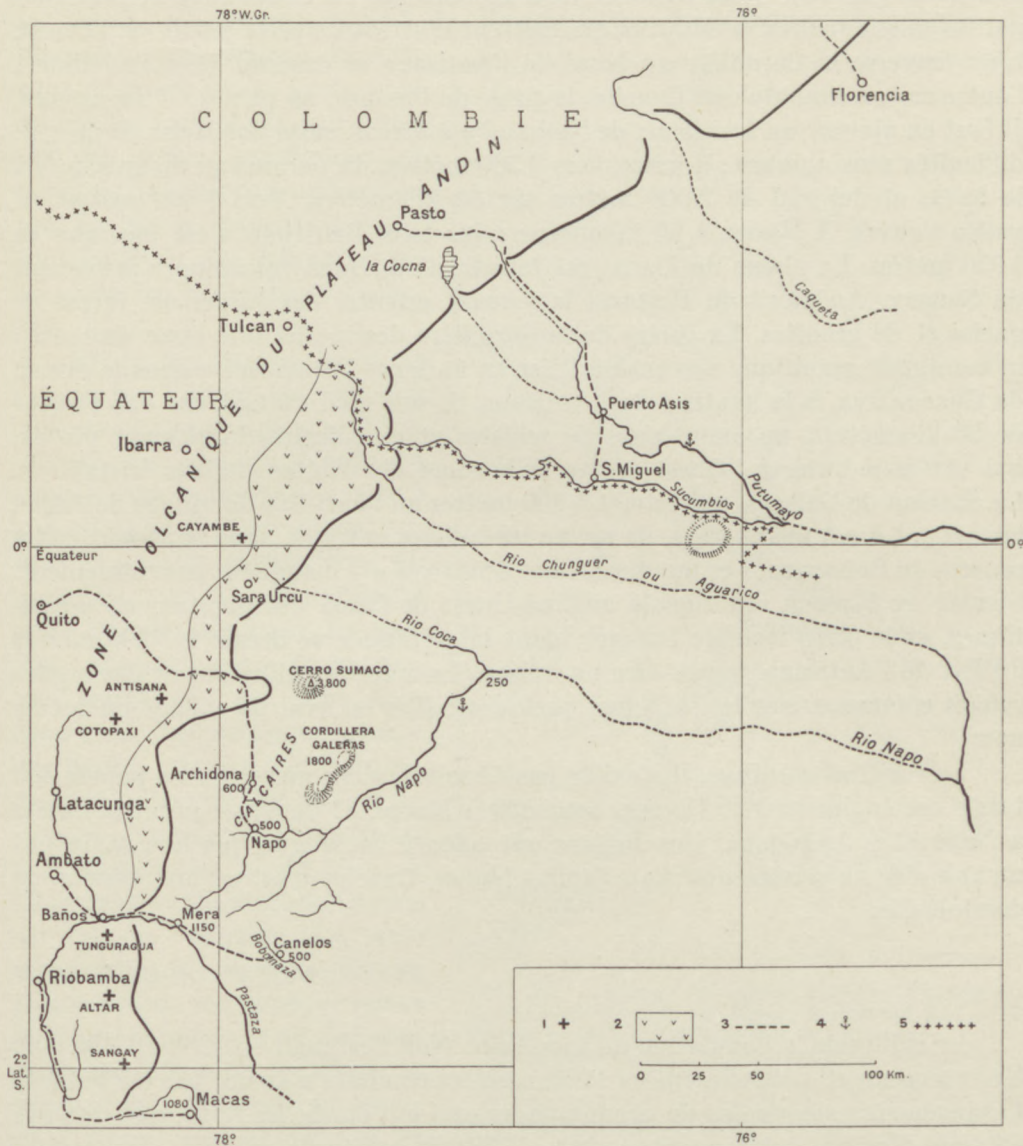 78° W. Gr.
76°
Florencia
COLOMBIE
ZONE VOLCANIQUE DU PLATEAU ANDIN
Pasto
la Cocna
Caqueta
Tulcan
ÉQUATEUR
Puerto Asis
Ibarra
S. Miguel
Sucumbios
Putumayo
CAYAMBE
0°
Équateur
0°
Rio Chunguer ou Aguarico
Sara Urcu
Quito
Rio Coca
CERRO SUMACO
3.800
250
ANTISANA
COTOPAXI
CORDILLERA
GALERAS
1800
Rio Napo
Archidona
600
CALCAIRES
Rio Napo
Latacunga
500
Napo
Ambato
Baños
Mera
1150
TUNGURAGUA
Canelos
500
Bobonaza
Riobamba
ALTAR
Pastaza
1 2 3 4 5
SANGAY
2°
Lat.
S.
0 25 50 100 Km.
1080
Macas
78°
76°